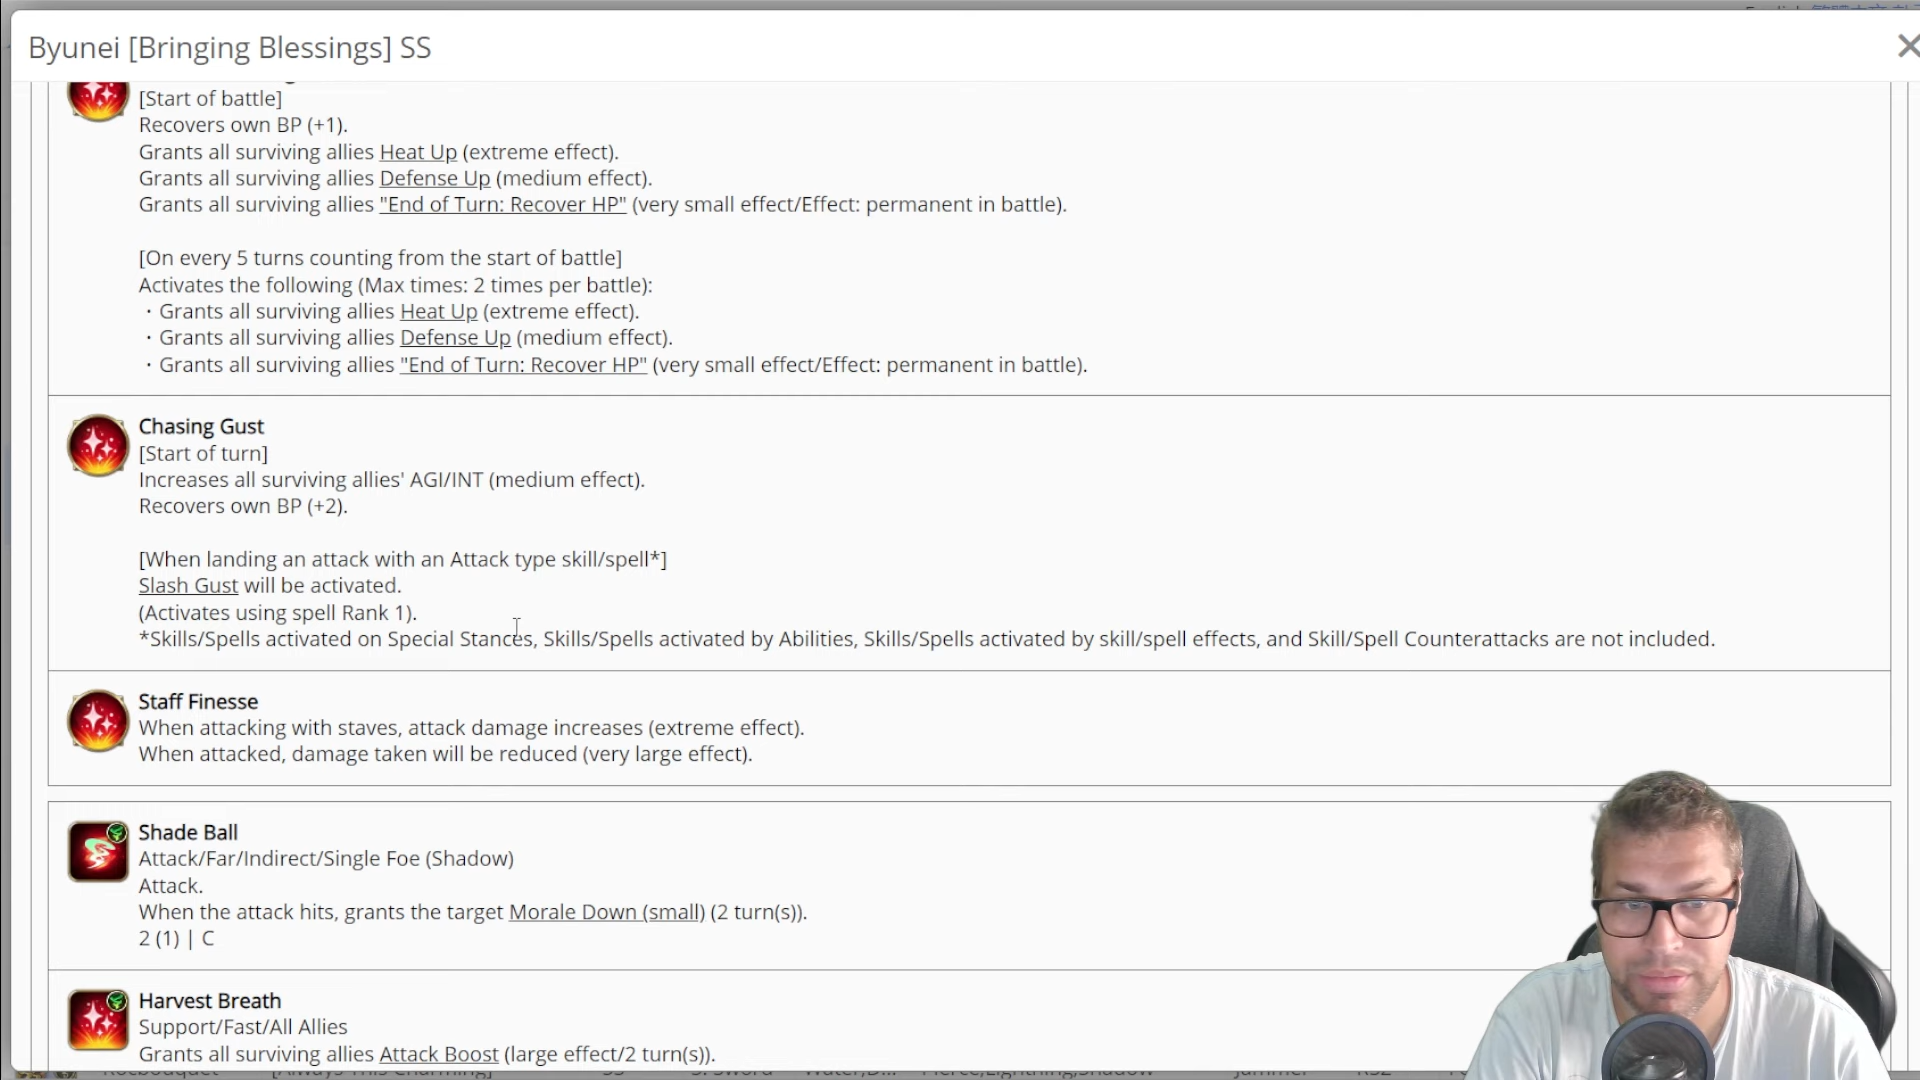 Byunei [Bringing Blessings] SS
[Start of battle]
Recovers own BP (+1).
Grants all surviving allies Heat Up (extreme effect).
Grants all surviving allies Defense Up (medium effect).
Grants all surviving allies "End of Turn: Recover HP" (very small effect/Effect: permanent in battle).
[On every 5 turns counting from the start of battle]
Activates the following (Max times: 2 times per battle):
・Grants all surviving allies Heat Up (extreme effect).
・Grants all surviving allies Defense Up (medium effect).
・Grants all surviving allies "End of Turn: Recover HP" (very small effect/Effect: permanent in battle).
Chasing Gust
[Start of turn]
Increases all surviving allies' AGI/INT (medium effect).
Recovers own BP (+2).
[When landing an attack with an Attack type skill/spell*]
Slash Gust will be activated.
(Activates using spell Rank 1).
*Skills/Spells activated on Special Stances, Skills/Spells activated by Abilities, Skills/Spells activated by skill/spell effects, and Skill/Spell Counterattacks are not included.
Staff Finesse
When attacking with staves, attack damage increases (extreme effect).
When attacked, damage taken will be reduced (very large effect).
Shade Ball
Attack/Far/Indirect/Single Foe (Shadow)
Attack.
When the attack hits, grants the target Morale Down (small) (2 turn(s)).
2 (1) | C
Harvest Breath
Support/Fast/All Allies
Grants all surviving allies Attack Boost (large effect/2 turn(s)).